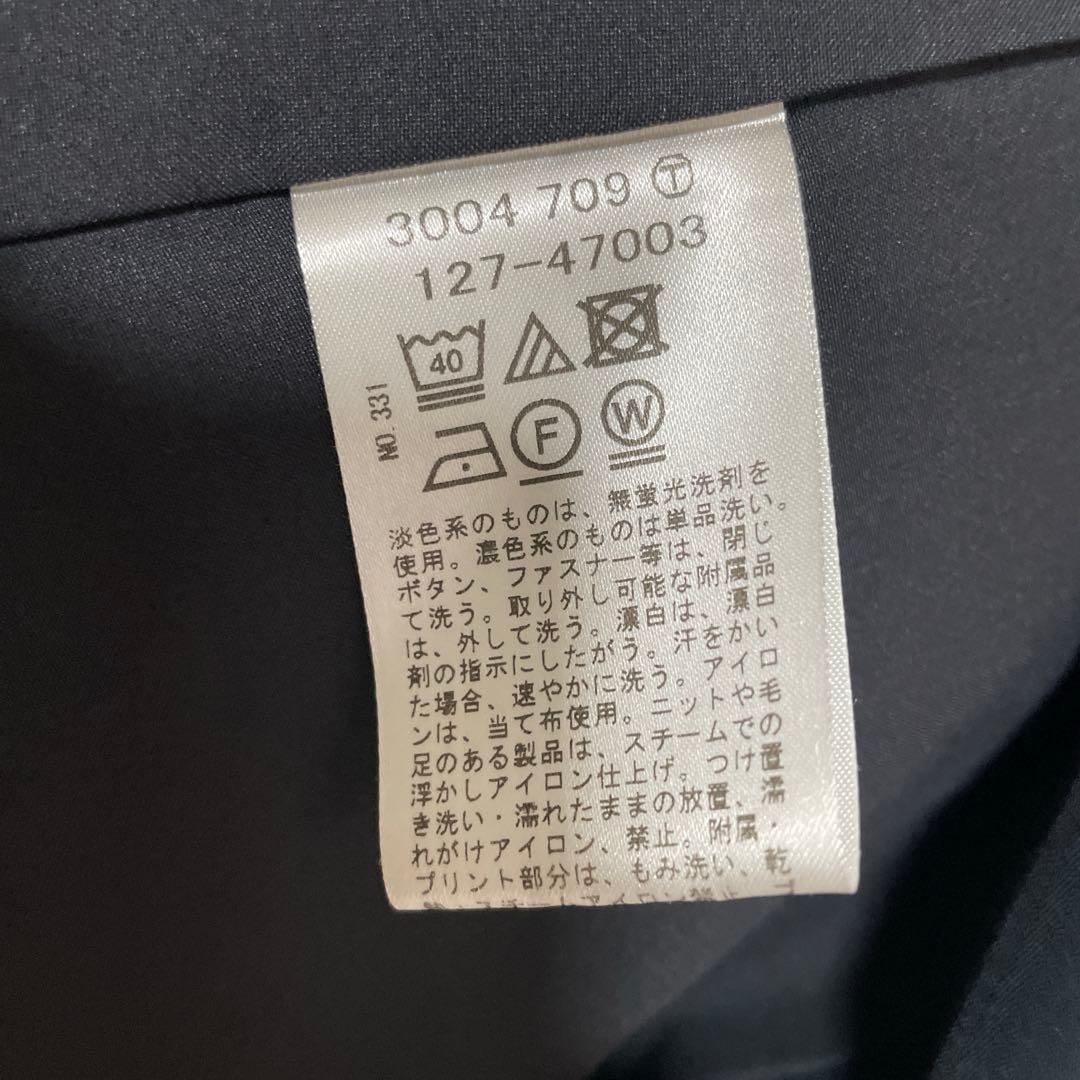 3004 709 Ⓣ
127-47003
40
NO.331
F
W
淡色系のものは、無蛍光洗剤を
使用。濃色系のものは単品洗い。
ボタン、ファスナー等は、閉じ
て洗う。取り外し可能な附属品
は、外して洗う。漂白は、漂白
剤の指示にしたがう。汗をかい
た場合、速やかに洗う。アイロ
ンは、当て布使用。ニットや毛
足のある製品は、スチームでの
浮かしアイロン仕上げ。つけ置
き洗い・濡れたままの放置、濡
れがけアイロン、禁止。附属・
プリント部分は、もみ洗い、乾